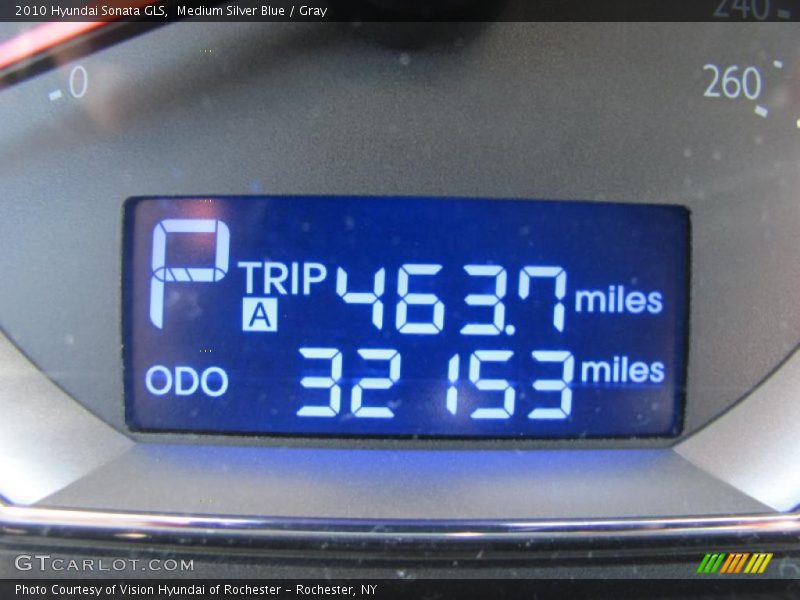 2010 Hyundai Sonata GLS, Medium Silver Blue / Gray
240
0
260
P TRIP A 463.7 miles
ODO 32153 miles
GTCARLOT.COM
Photo Courtesy of Vision Hyundai of Rochester – Rochester, NY